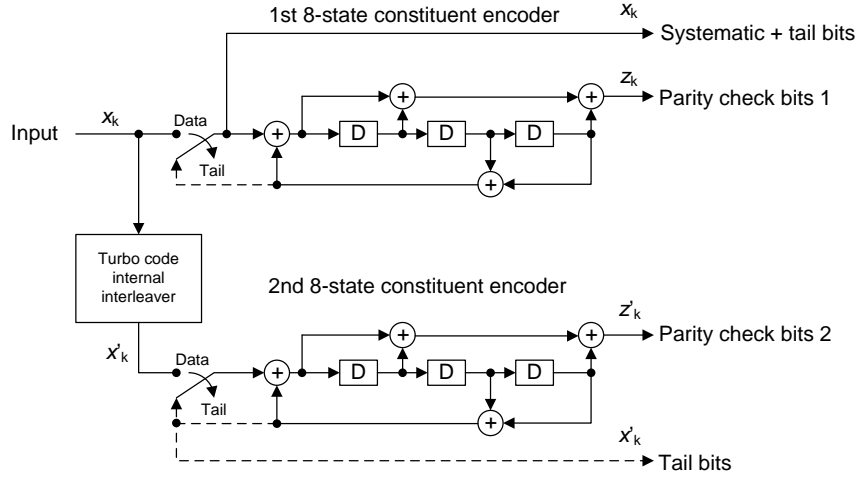 1st 8-state constituent encoder
xk
Systematic + tail bits
zk
Parity check bits 1
Input
xk
Data
Tail
+
+
+
D
D
D
+
Turbo code
internal
interleaver
2nd 8-state constituent encoder
z'k
Parity check bits 2
x'k
Data
Tail
+
+
+
D
D
D
+
x'k
Tail bits